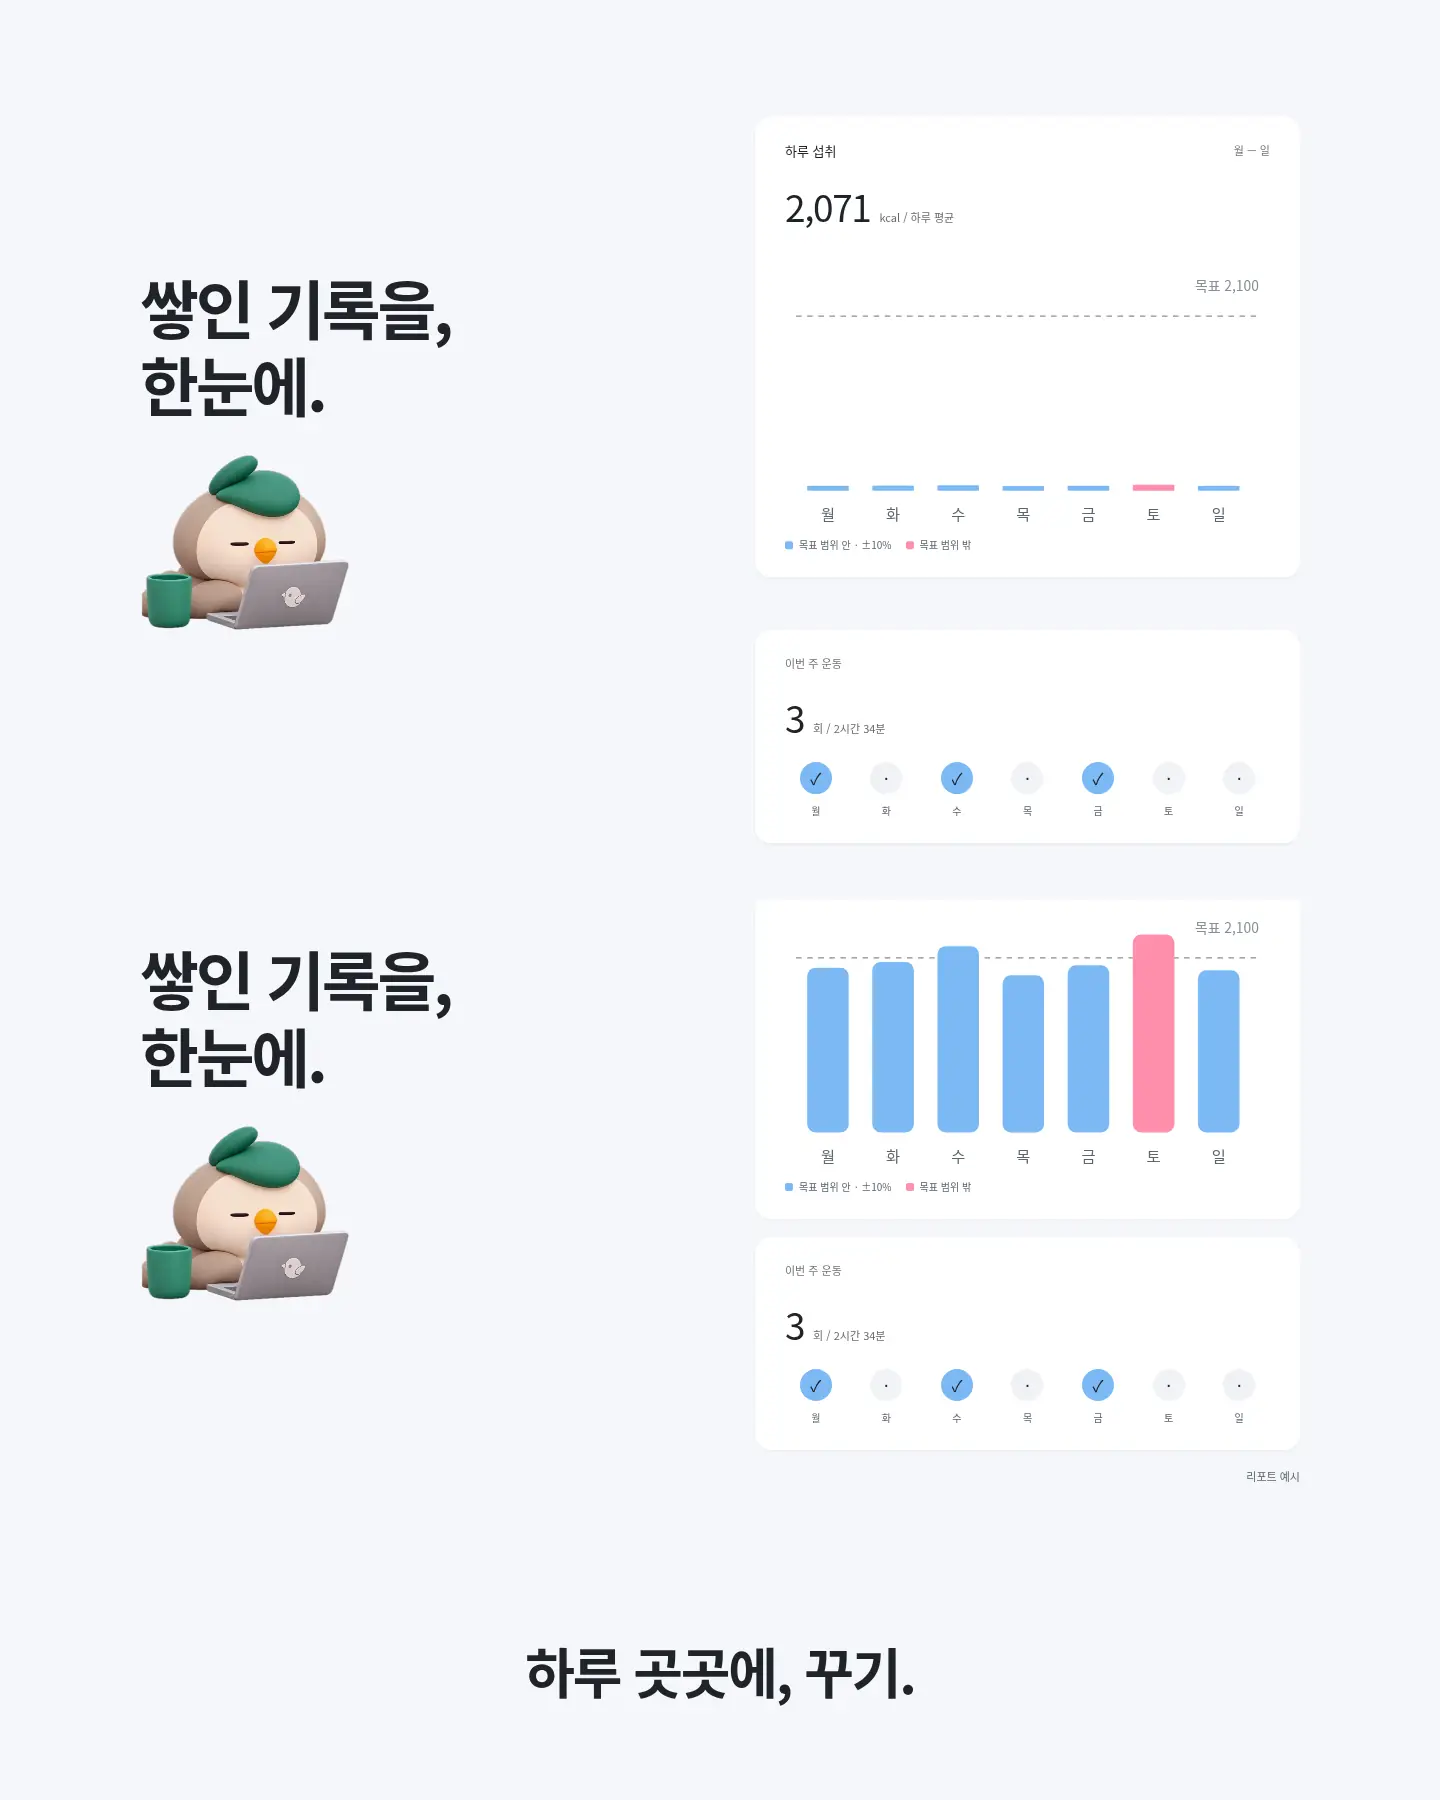 쌓인 기록을,
한눈에.
하루 섭취
월 — 일
2,071 kcal / 하루 평균
목표 2,100
월 화 수 목 금 토 일
목표 범위 안 · ±10% 목표 범위 밖
이번 주 운동
3 회 / 2시간 34분
✓ · ✓ · ✓ · ·
월 화 수 목 금 토 일
쌓인 기록을,
한눈에.
목표 2,100
월 화 수 목 금 토 일
목표 범위 안 · ±10% 목표 범위 밖
이번 주 운동
3 회 / 2시간 34분
✓ · ✓ · ✓ · ·
월 화 수 목 금 토 일
리포트 예시
하루 곳곳에, 꾸기.